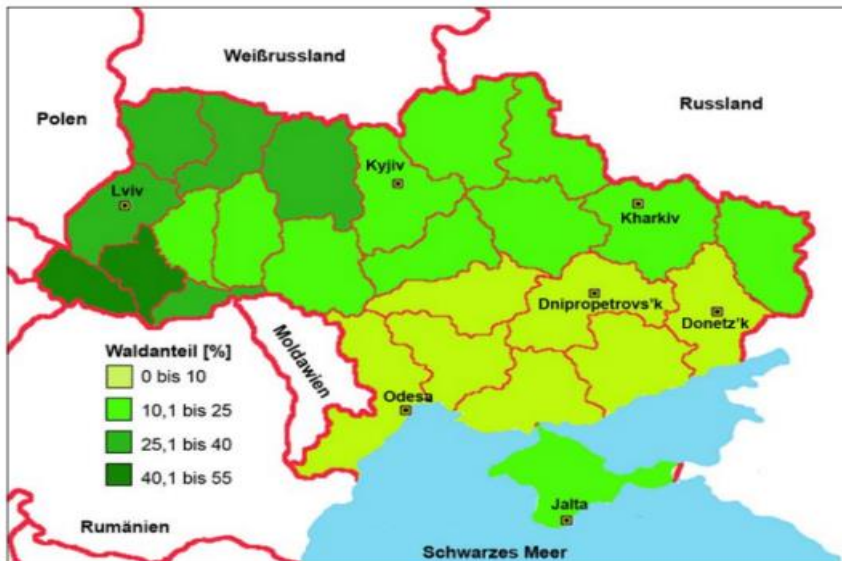 Weißrussland
Polen
Russland
Kyjiv
Lviv
Kharkiv
Dnipropetrovs'k
Donetz'k
Moldawien
Waldanteil [%]
0 bis 10
10,1 bis 25
25,1 bis 40
40,1 bis 55
Odesa
Jalta
Rumänien
Schwarzes Meer